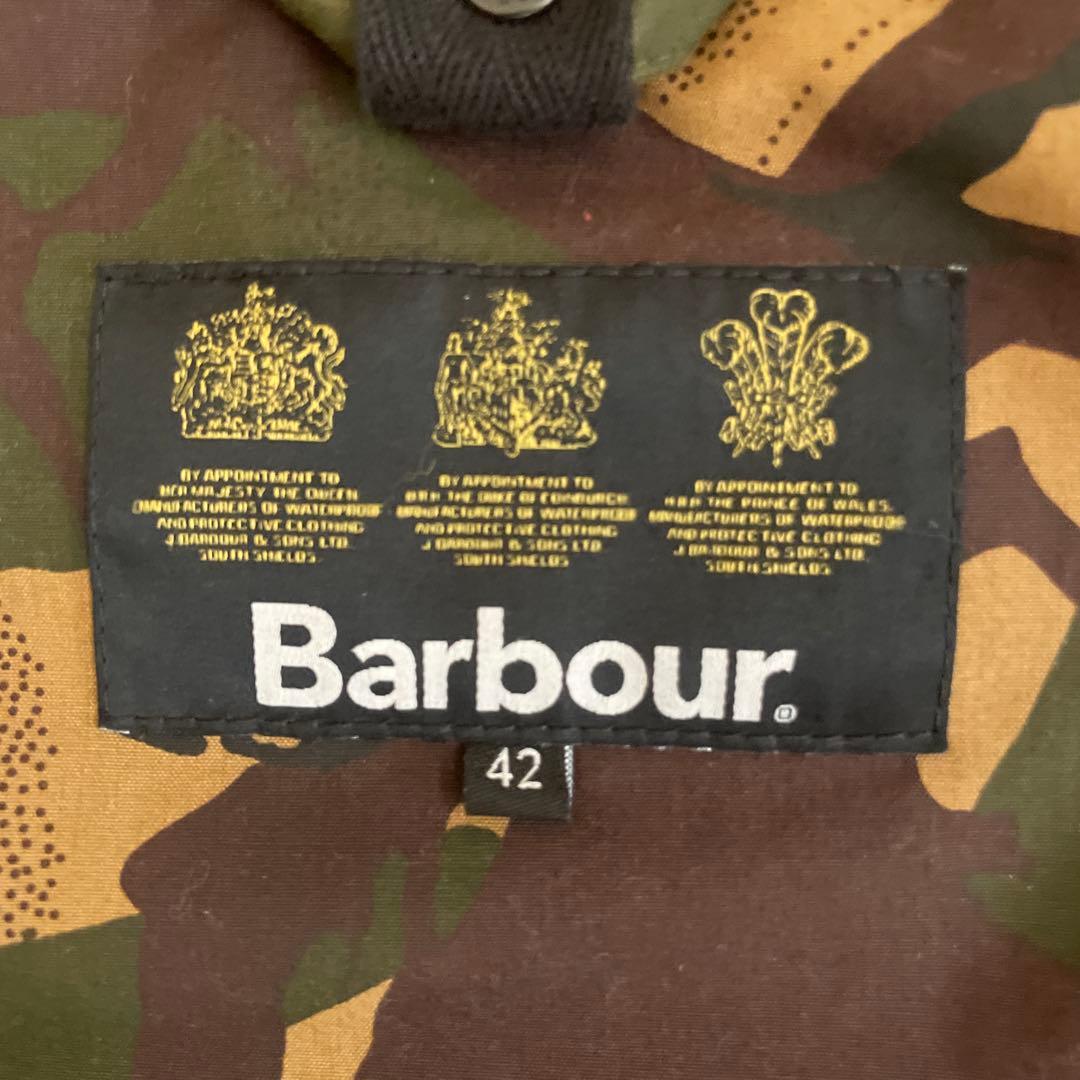 BY APPOINTMENT TO
HER MAJESTY THE QUEEN
MANUFACTURERS OF WATERPROOF
AND PROTECTIVE CLOTHING
J. BARBOUR & SONS LTD.
SOUTH SHIELDS
BY APPOINTMENT TO
H.R.H. THE DUKE OF EDINBURGH
MANUFACTURERS OF WATERPROOF
AND PROTECTIVE CLOTHING
J. BARBOUR & SONS LTD.
SOUTH SHIELDS
BY APPOINTMENT TO
H.R.H. THE PRINCE OF WALES.
MANUFACTURERS OF WATERPROOF
AND PROTECTIVE CLOTHING
J. BARBOUR & SONS LTD.
SOUTH SHIELDS
Barbour®
42